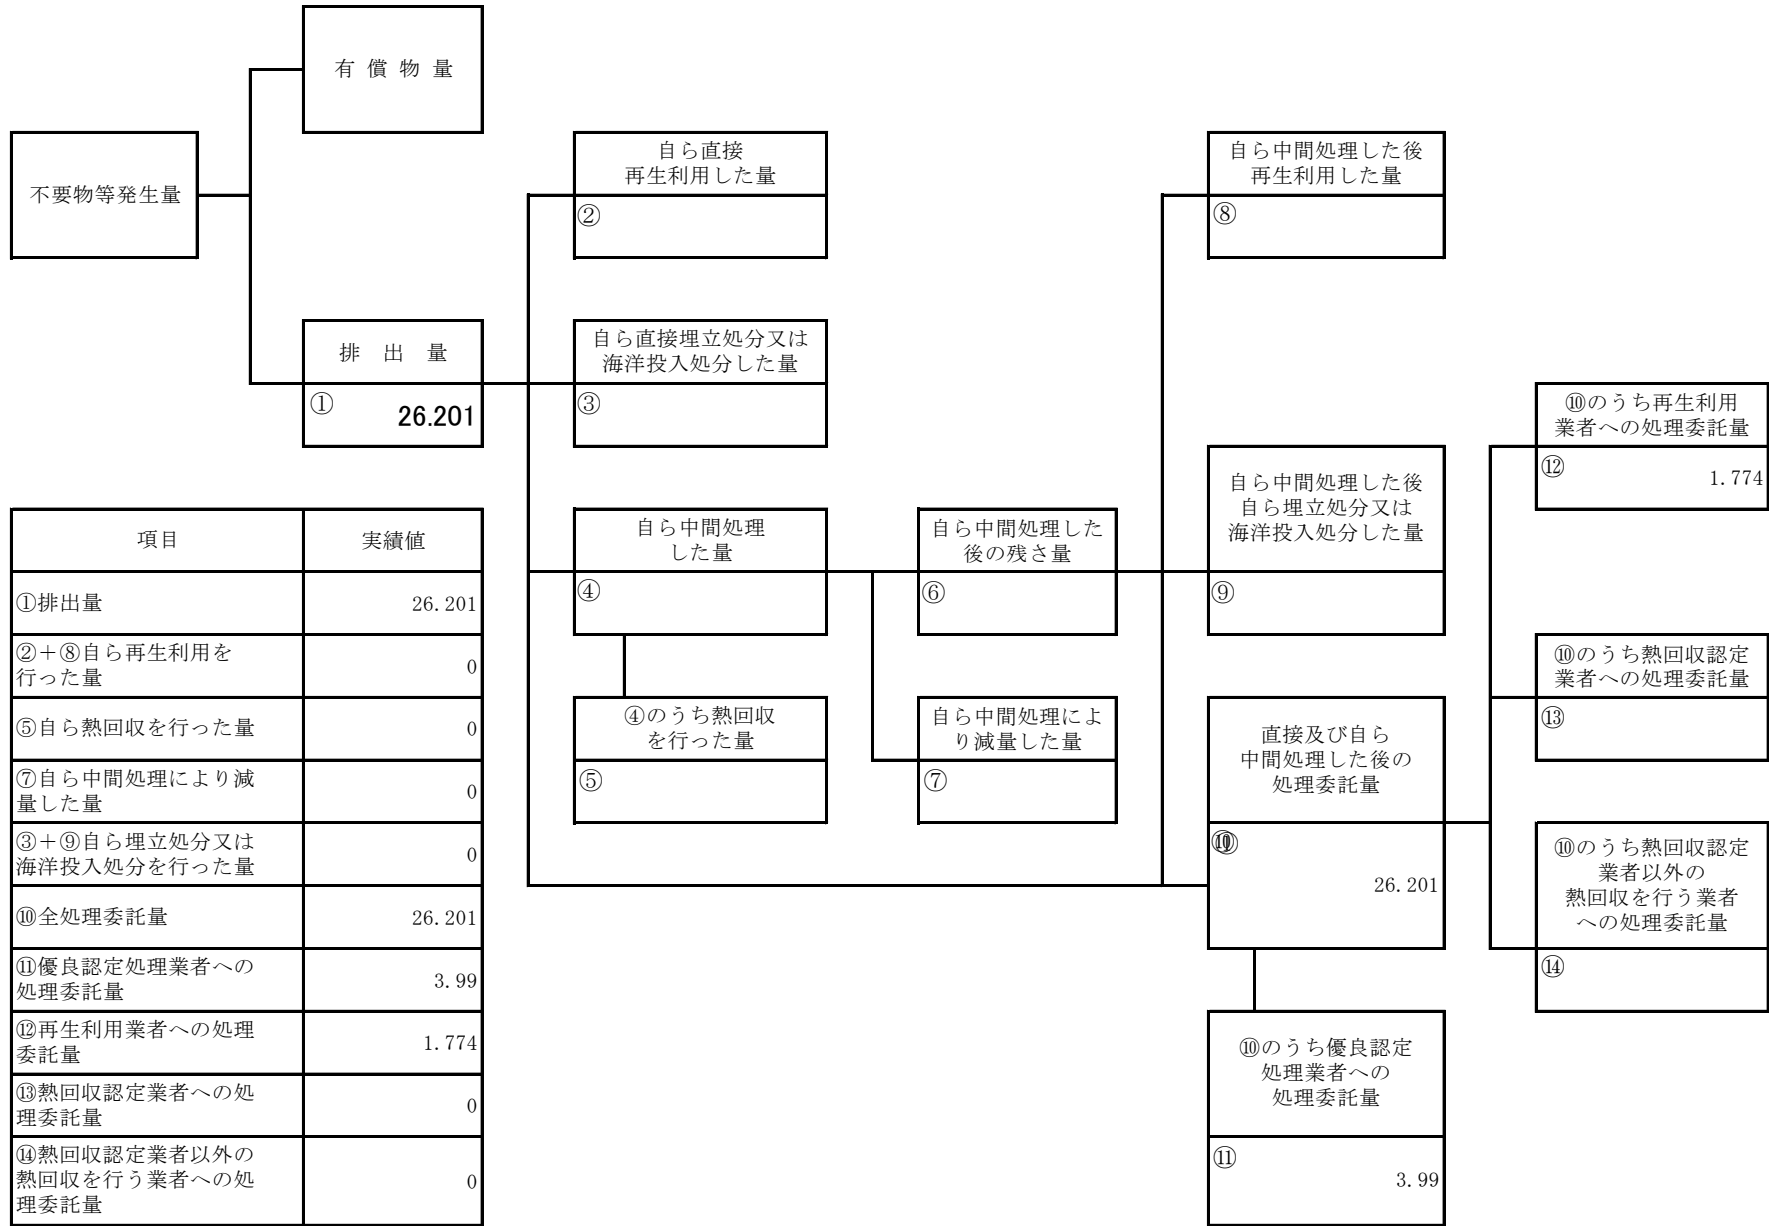 有 償 物 量
不要物等発生量
自ら直接
再生利用した量
②
自ら中間処理した後
再生利用した量
⑧
排 出 量
① 26.201
自ら直接埋立処分又は
海洋投入処分した量
③
⑩のうち再生利用
業者への処理委託量
⑫ 1.774
自ら中間処理
した量
④
自ら中間処理した
後の残さ量
⑥
自ら中間処理した後
自ら埋立処分又は
海洋投入処分した量
⑨
⑩のうち熱回収認定
業者への処理委託量
⑬
④のうち熱回収
を行った量
⑤
自ら中間処理によ
り減量した量
⑦
直接及び自ら
中間処理した後の
処理委託量
⑩
26.201
⑩のうち熱回収認定
業者以外の
熱回収を行う業者
への処理委託量
⑭
⑩のうち優良認定
処理業者への
処理委託量
⑪ 3.99
項目 実績値
①排出量 26.201
②+⑧自ら再生利用を
行った量 0
⑤自ら熱回収を行った量 0
⑦自ら中間処理により減
量した量 0
③+⑨自ら埋立処分又は
海洋投入処分を行った量 0
⑩全処理委託量 26.201
⑪優良認定処理業者への
処理委託量 3.99
⑫再生利用業者への処理
委託量 1.774
⑬熱回収認定業者への処
理委託量 0
⑭熱回収認定業者以外の
熱回収を行う業者への処
理委託量 0